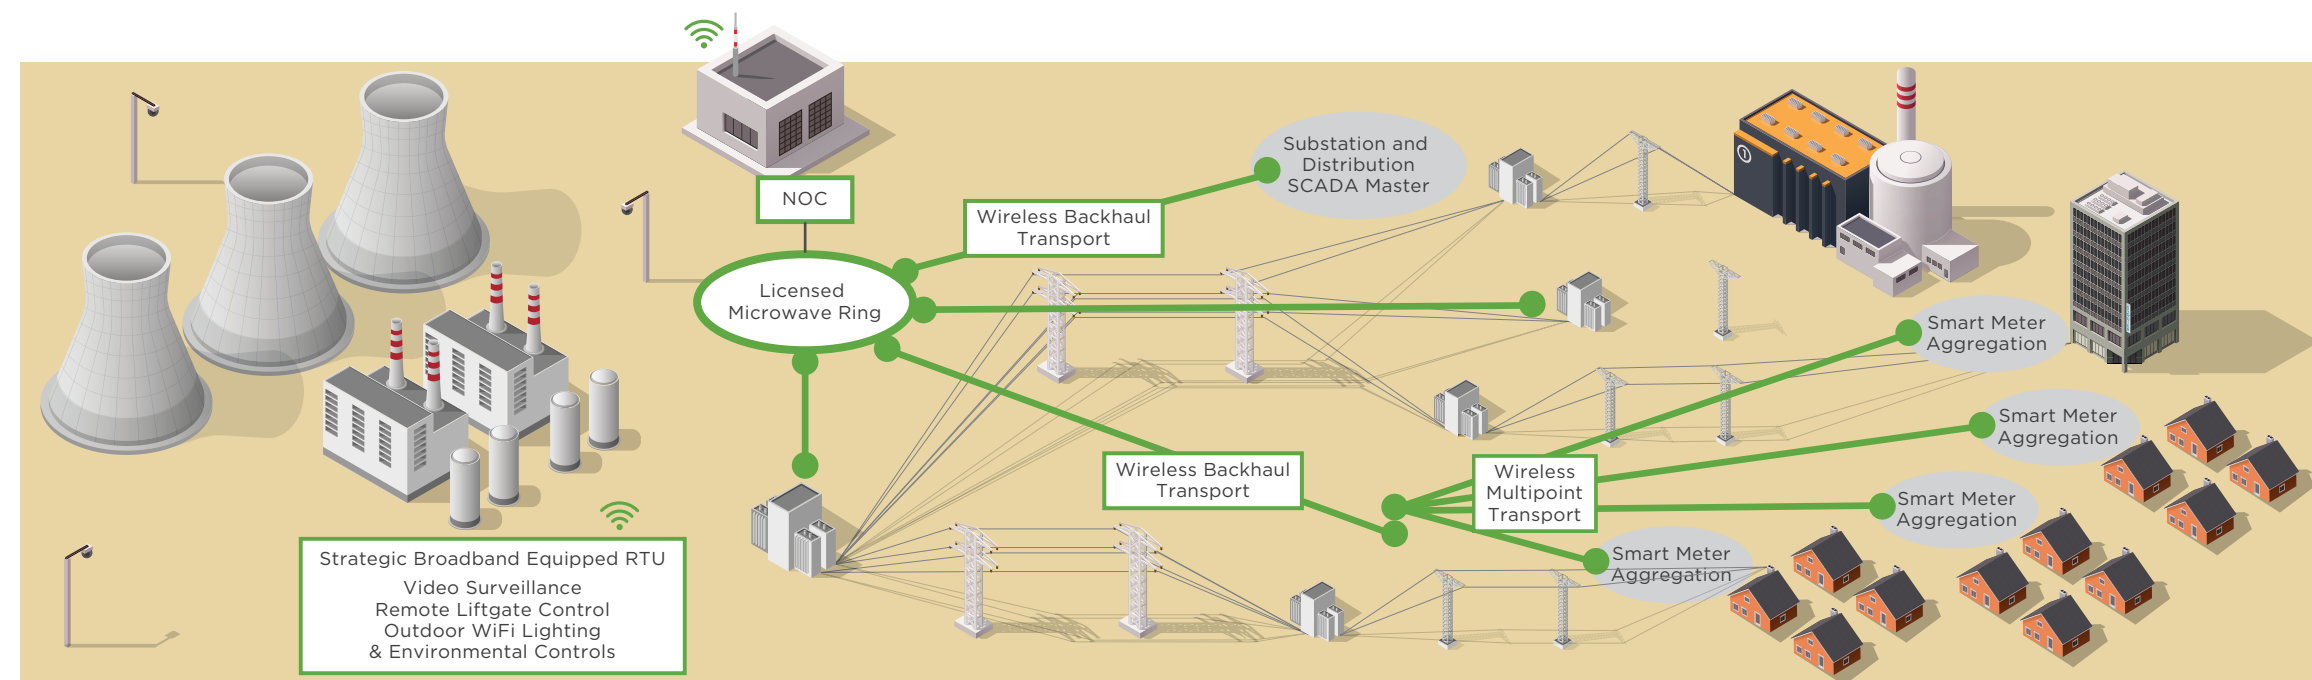 NOC
Substation and
Distribution
SCADA Master
Wireless Backhaul
Transport
Licensed
Microwave Ring
Smart Meter
Aggregation
Smart Meter
Aggregation
Wireless Backhaul
Transport
Wireless
Multipoint
Transport
Smart Meter
Aggregation
Smart Meter
Aggregation
Strategic Broadband Equipped RTU
Video Surveillance
Remote Liftgate Control
Outdoor WiFi Lighting
& Environmental Controls
1